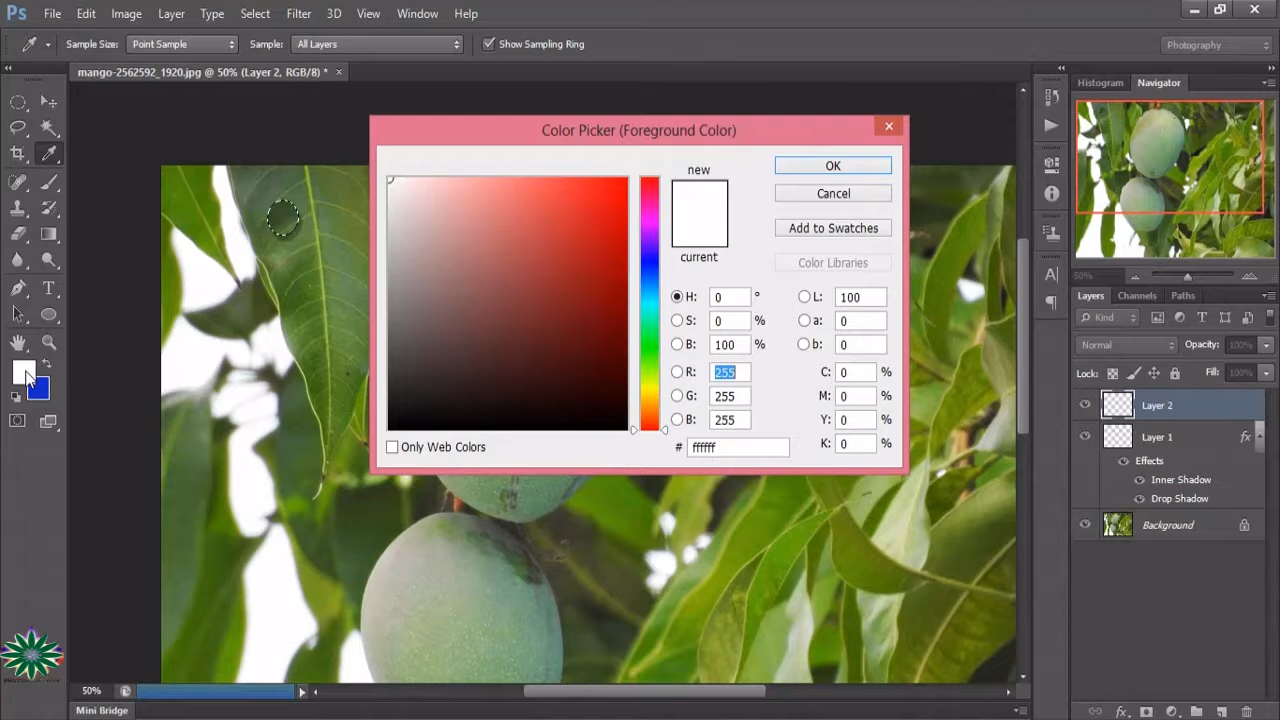 Ps File Edit Image Layer Type Select Filter 3D View Window Help
Sample Size: Point Sample Sample: All Layers Show Sampling Ring Photography
mango-2562592_1920.jpg @ 50% (Layer 2, RGB/8) * ×
Histogram Navigator
Color Picker (Foreground Color)
new
OK
Cancel
Add to Swatches
current
Color Libraries
H: 0 ° L: 100
S: 0 % a: 0
B: 100 % b: 0
R: 255 C: 0 %
G: 255 M: 0 %
B: 255 Y: 0 %
# ffffff K: 0 %
Only Web Colors
50%
Layers Channels Paths
Kind
Normal Opacity: 100%
Lock: Fill: 100%
Layer 2
Layer 1 fx
Effects
Inner Shadow
Drop Shadow
Background
50%
Mini Bridge